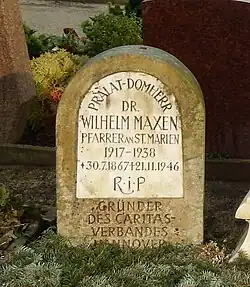 PRÄLAT-DOMHERR
DR.
WILHELM MAXEN
PFARRER AN ST. MARIEN
1917-1938
*30.7.1867 †21.11.1946
R·i·P
GRÜNDER
DES CARITAS-
VERBANDES
HANNOVER